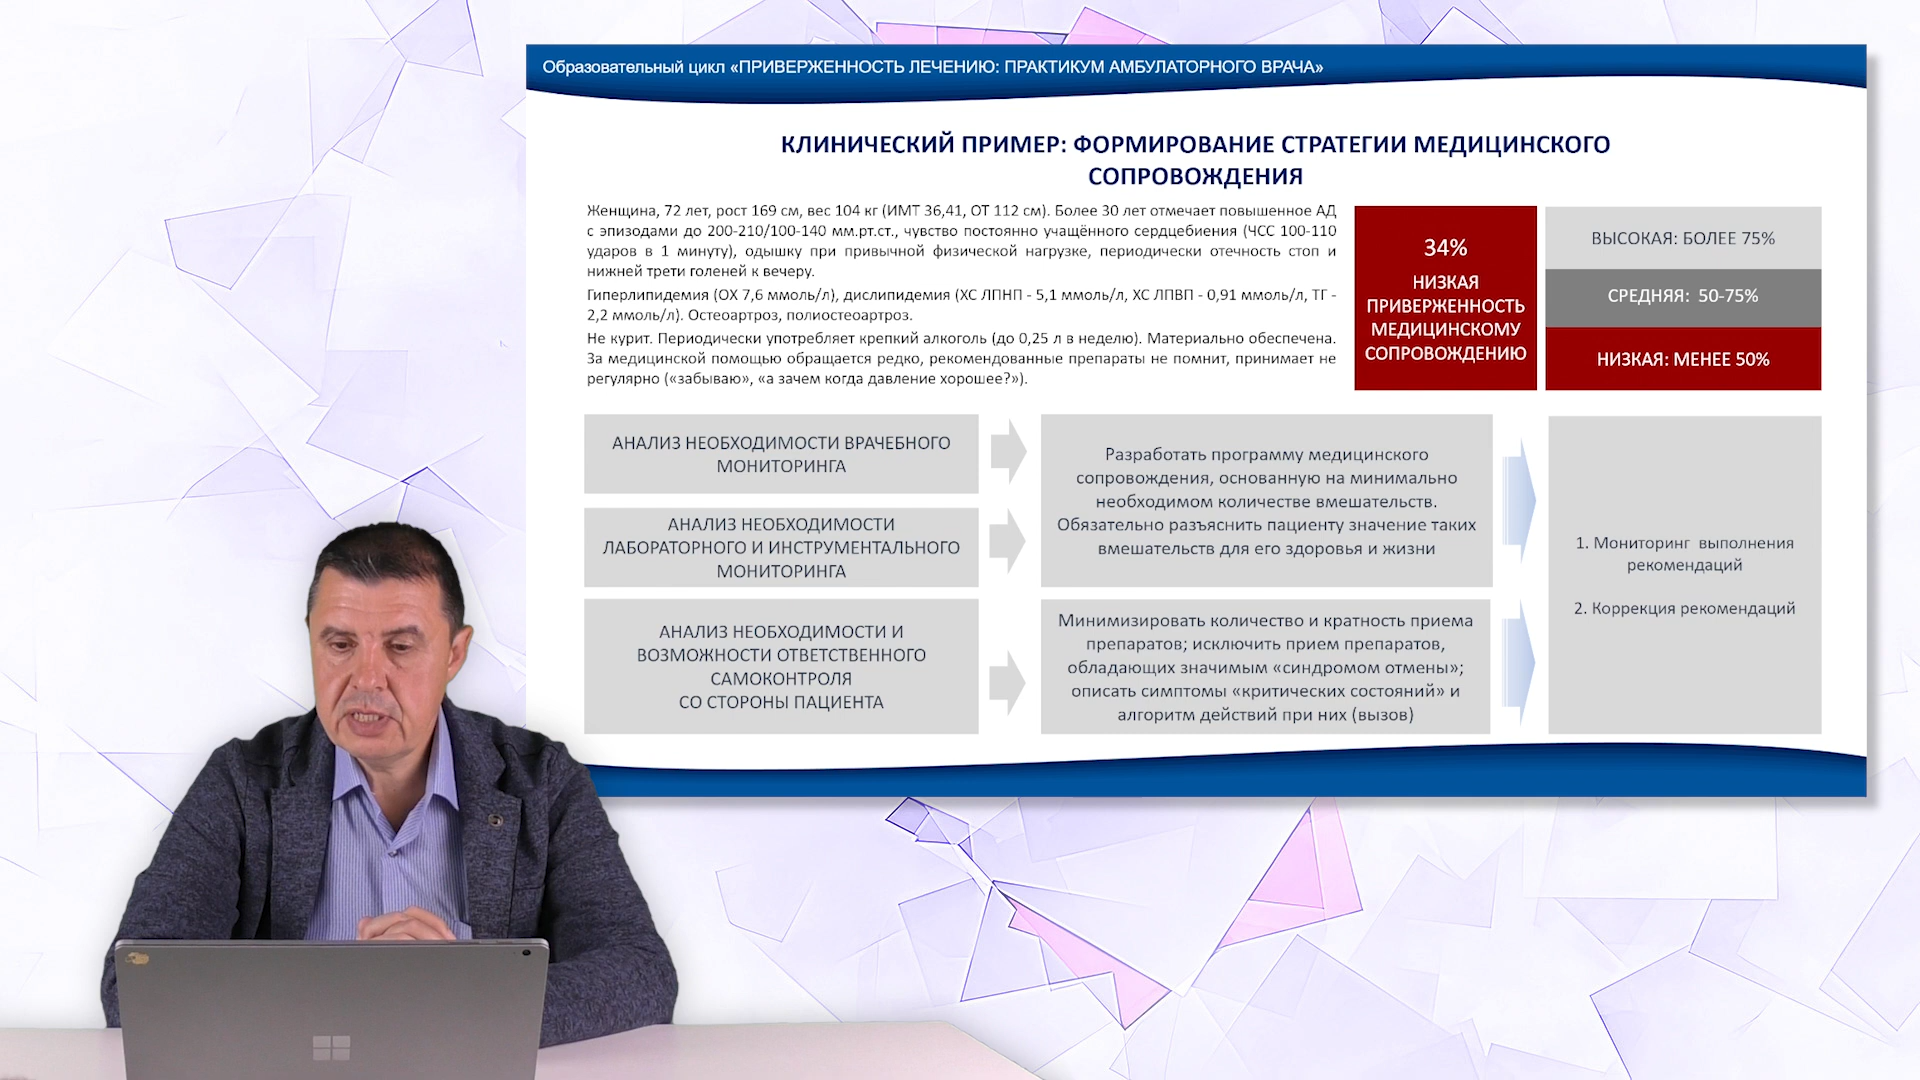 Образовательный цикл «ПРИВЕРЖЕННОСТЬ ЛЕЧЕНИЮ: ПРАКТИКУМ АМБУЛАТОРНОГО ВРАЧА»
КЛИНИЧЕСКИЙ ПРИМЕР: ФОРМИРОВАНИЕ СТРАТЕГИИ МЕДИЦИНСКОГО
СОПРОВОЖДЕНИЯ
Женщина, 72 лет, рост 169 см, вес 104 кг (ИМТ 36,41, ОТ 112 см). Более 30 лет отмечает повышенное АД
с эпизодами до 200-210/100-140 мм.рт.ст., чувство постоянно учащённого сердцебиения (ЧСС 100-110
ударов в 1 минуту), одышку при привычной физической нагрузке, периодически отечность стоп и
нижней трети голеней к вечеру.
Гиперлипидемия (ОХ 7,6 ммоль/л), дислипидемия (ХС ЛПНП - 5,1 ммоль/л, ХС ЛПВП - 0,91 ммоль/л, ТГ -
2,2 ммоль/л). Остеоартроз, полиостеоартроз.
Не курит. Периодически употребляет крепкий алкоголь (до 0,25 л в неделю). Материально обеспечена.
За медицинской помощью обращается редко, рекомендованные препараты не помнит, принимает не
регулярно («забываю», «а зачем когда давление хорошее?»).
34%
НИЗКАЯ
ПРИВЕРЖЕННОСТЬ
МЕДИЦИНСКОМУ
СОПРОВОЖДЕНИЮ
ВЫСОКАЯ: БОЛЕЕ 75%
СРЕДНЯЯ: 50-75%
НИЗКАЯ: МЕНЕЕ 50%
АНАЛИЗ НЕОБХОДИМОСТИ ВРАЧЕБНОГО
МОНИТОРИНГА
АНАЛИЗ НЕОБХОДИМОСТИ
ЛАБОРАТОРНОГО И ИНСТРУМЕНТАЛЬНОГО
МОНИТОРИНГА
АНАЛИЗ НЕОБХОДИМОСТИ И
ВОЗМОЖНОСТИ ОТВЕТСТВЕННОГО
САМОКОНТРОЛЯ
СО СТОРОНЫ ПАЦИЕНТА
Разработать программу медицинского
сопровождения, основанную на минимально
необходимом количестве вмешательств.
Обязательно разъяснить пациенту значение таких
вмешательств для его здоровья и жизни
Минимизировать количество и кратность приема
препаратов; исключить прием препаратов,
обладающих значимым «синдромом отмены»;
описать симптомы «критических состояний» и
алгоритм действий при них (вызов)
1. Мониторинг выполнения
рекомендаций
2. Коррекция рекомендаций